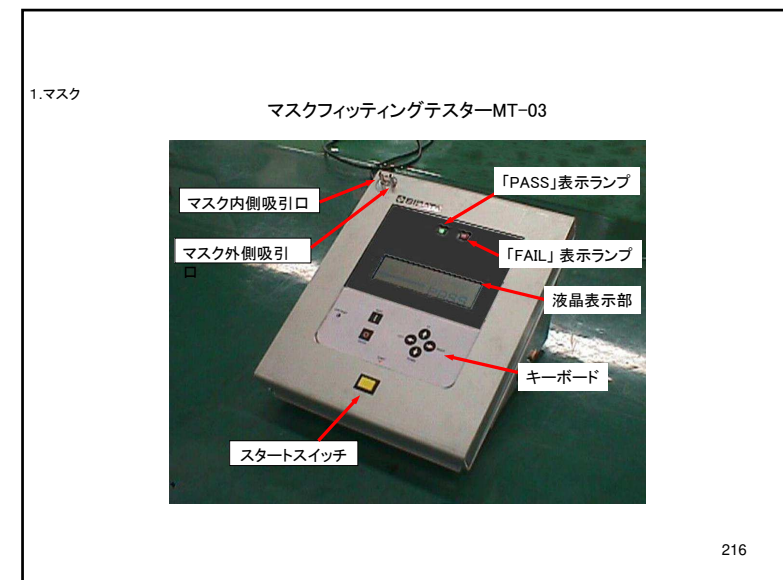 1.マスク
マスクフィッティングテスターMT-03
「PASS」表示ランプ
マスク内側吸引口
マスク外側吸引
口
「FAIL」 表示ランプ
液晶表示部
キーボード
スタートスイッチ
216